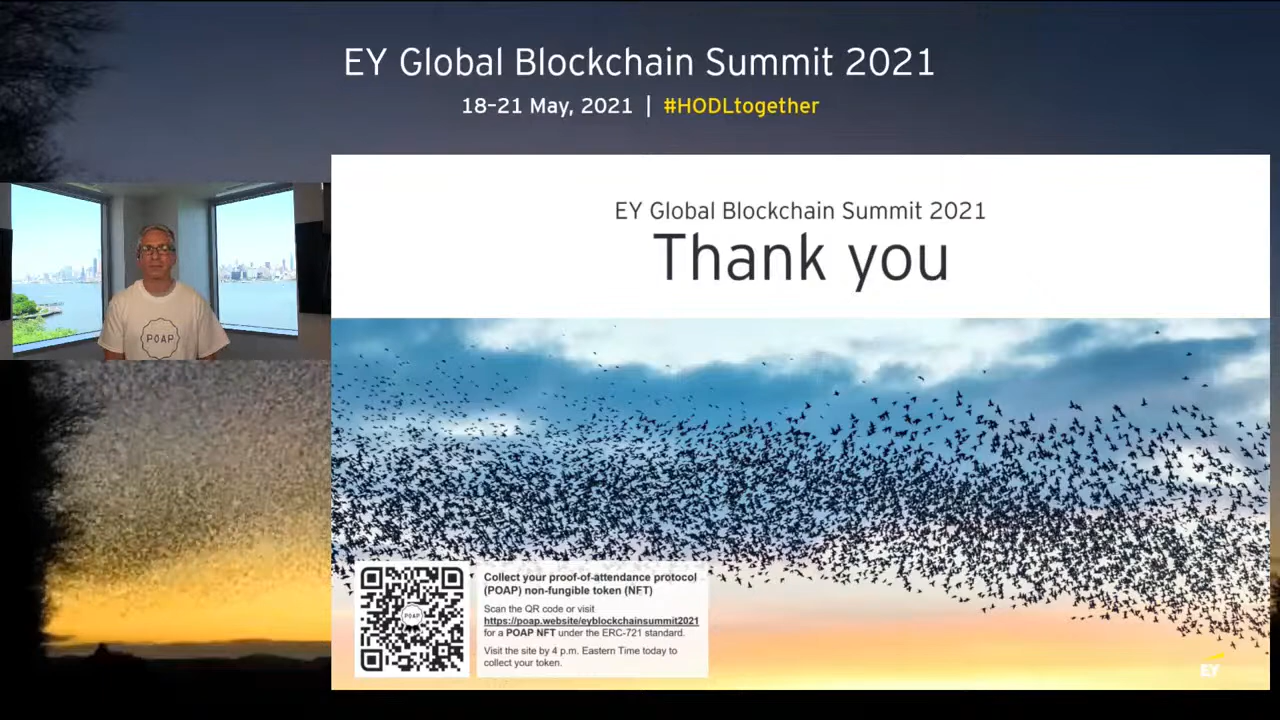 EY Global Blockchain Summit 2021
18–21 May, 2021 | #HODLtogether
EY Global Blockchain Summit 2021
Thank you
POAP
POAP
Collect your proof-of-attendance protocol
(POAP) non-fungible token (NFT)
Scan the QR code or visit
https://poap.website/eyblockchainsummit2021
for a POAP NFT under the ERC-721 standard.
Visit the site by 4 p.m. Eastern Time today to
collect your token.
EY